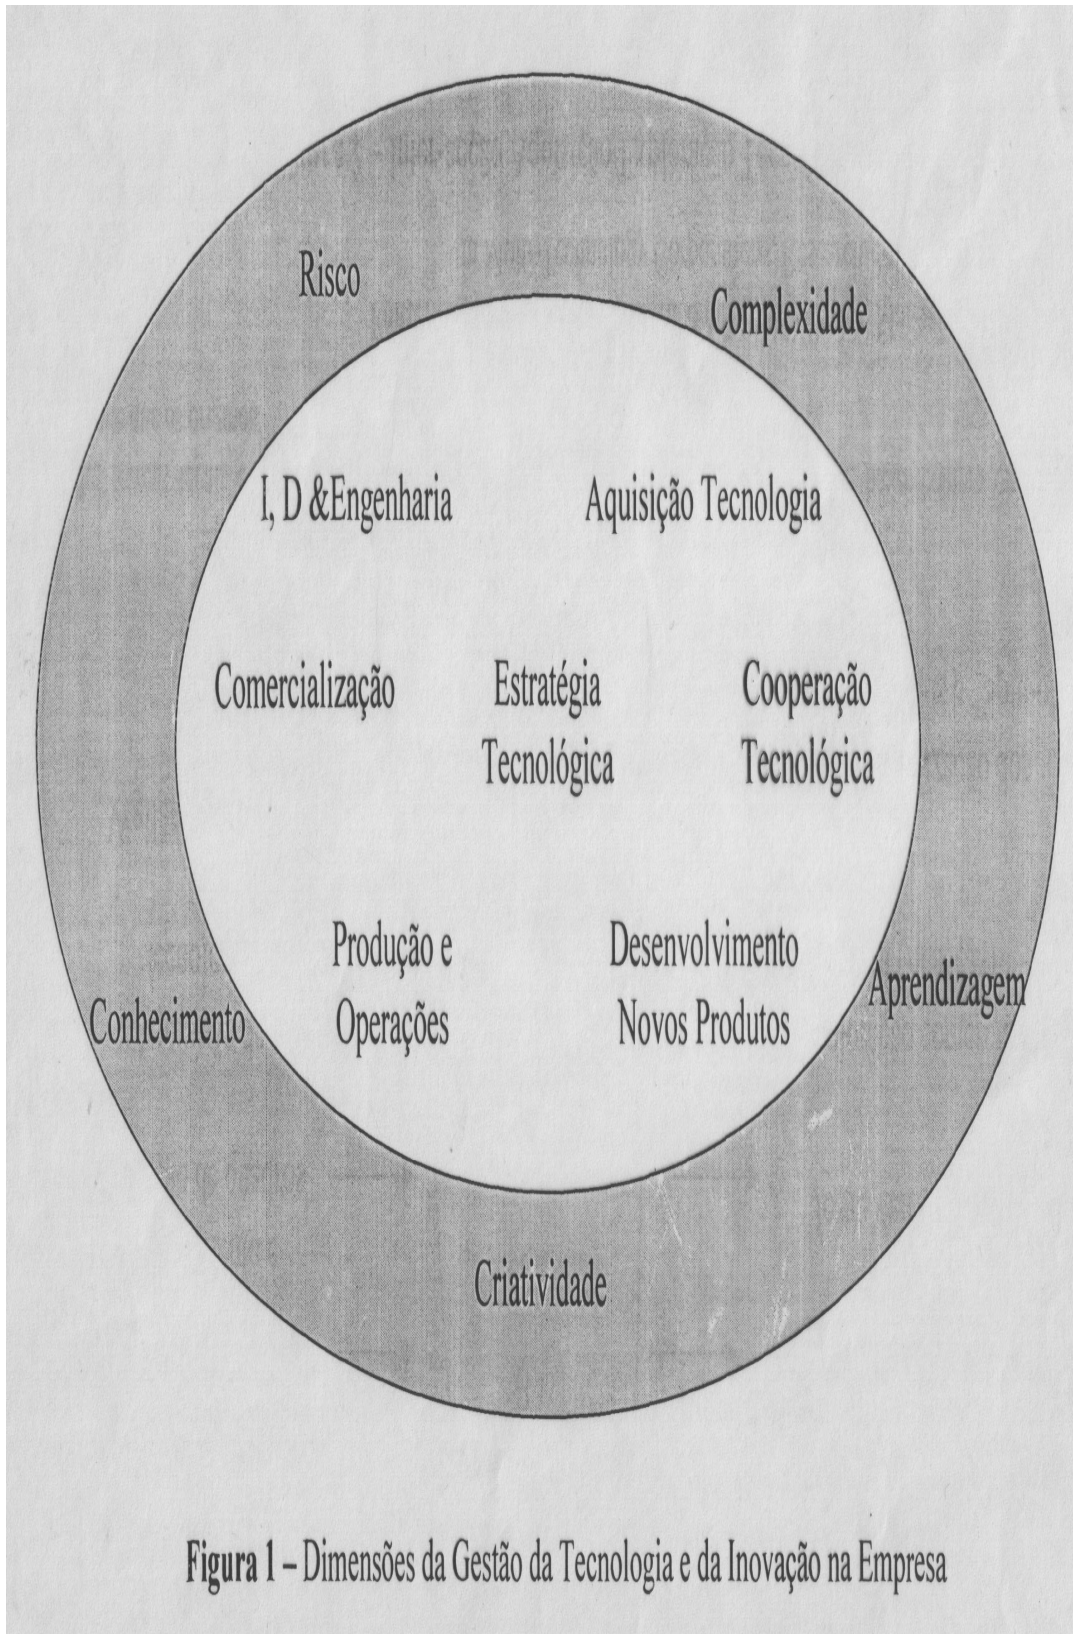 Risco
Complexidade
I, D &Engenharia
Aquisição Tecnologia
Comercialização
Estratégia
Tecnológica
Cooperação
Tecnológica
Produção e
Operações
Desenvolvimento
Novos Produtos
Conhecimento
Aprendizagem
Criatividade
Figura 1 – Dimensões da Gestão da Tecnologia e da Inovação na Empresa